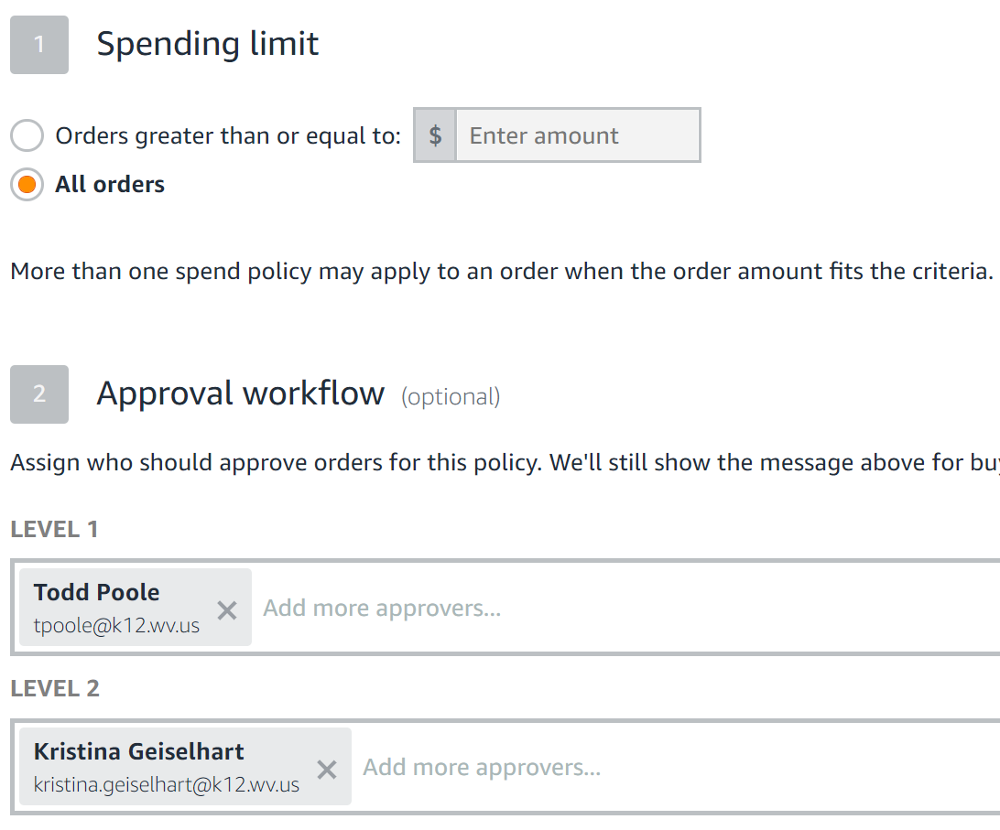 1 Spending limit
Orders greater than or equal to: $ Enter amount
All orders
More than one spend policy may apply to an order when the order amount fits the criteria.
2 Approval workflow (optional)
Assign who should approve orders for this policy. We'll still show the message above for buy
LEVEL 1
Todd Poole
tpoole@k12.wv.us
Add more approvers...
LEVEL 2
Kristina Geiselhart
kristina.geiselhart@k12.wv.us
Add more approvers...